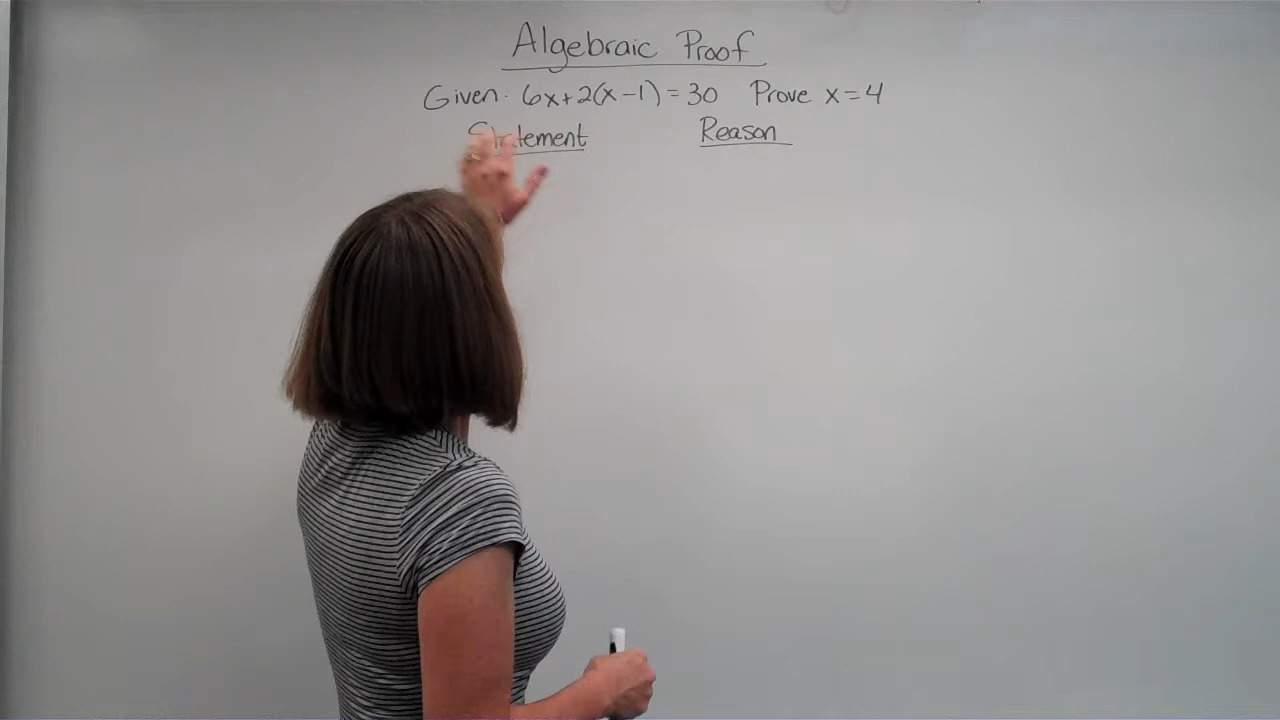 Algebraic Proof
Given: 6x+2(x-1)=30 Prove x=4
Statement Reason